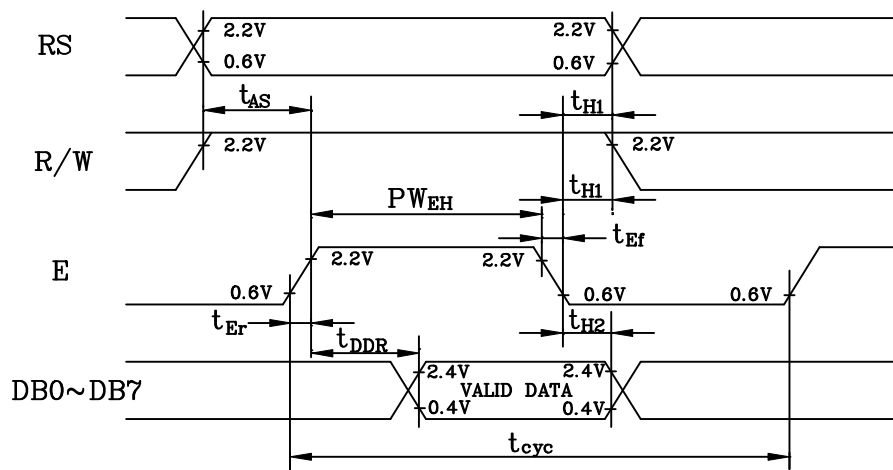 RS
2.2V
2.2V
0.6V
0.6V
tAS
tH1
R/W
2.2V
2.2V
tH1
PWEH
tEf
E
2.2V
2.2V
0.6V
0.6V
0.6V
tEr
tH2
tDDR
DB0~DB7
2.4V
VALID DATA
2.4V
0.4V
0.4V
tcyc